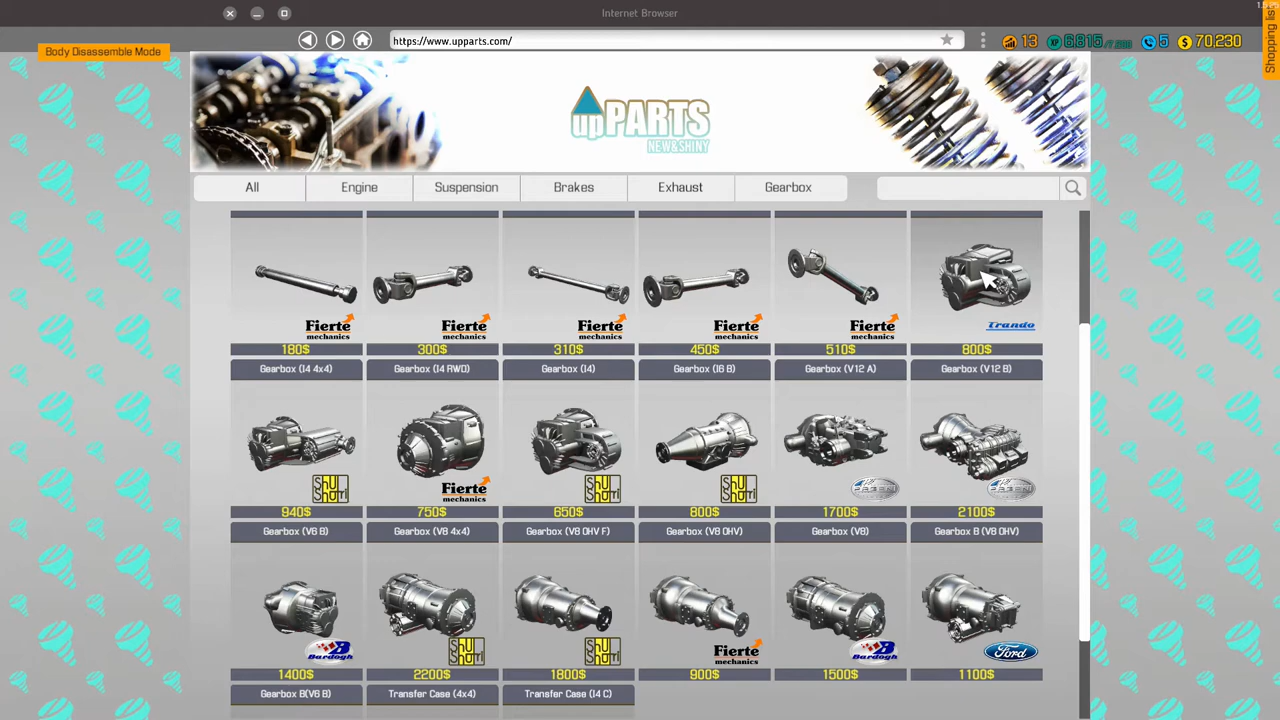 Internet Browser
Body Disassemble Mode
https://www.upparts.com/
13
6,815
5
$ 70,230
Shopping list
upPARTS
NEW&SHINY
All
Engine
Suspension
Brakes
Exhaust
Gearbox
Fierte mechanics
Fierte mechanics
Fierte mechanics
Fierte mechanics
Fierte mechanics
Trando
180$
300$
310$
450$
510$
800$
Gearbox (I4 4x4)
Gearbox (I4 RWD)
Gearbox (I4)
Gearbox (I6 B)
Gearbox (V12 A)
Gearbox (V12 B)
Fierte mechanics
940$
750$
650$
800$
1700$
2100$
Gearbox (V6 B)
Gearbox (V8 4x4)
Gearbox (V8 OHV F)
Gearbox (V8 OHV)
Gearbox (V8)
Gearbox B (V8 OHV)
Bardogh
Fierte mechanics
Bardogh
Ford
1400$
2200$
1800$
900$
1500$
1100$
Gearbox B(V6 B)
Transfer Case (4x4)
Transfer Case (I4 C)